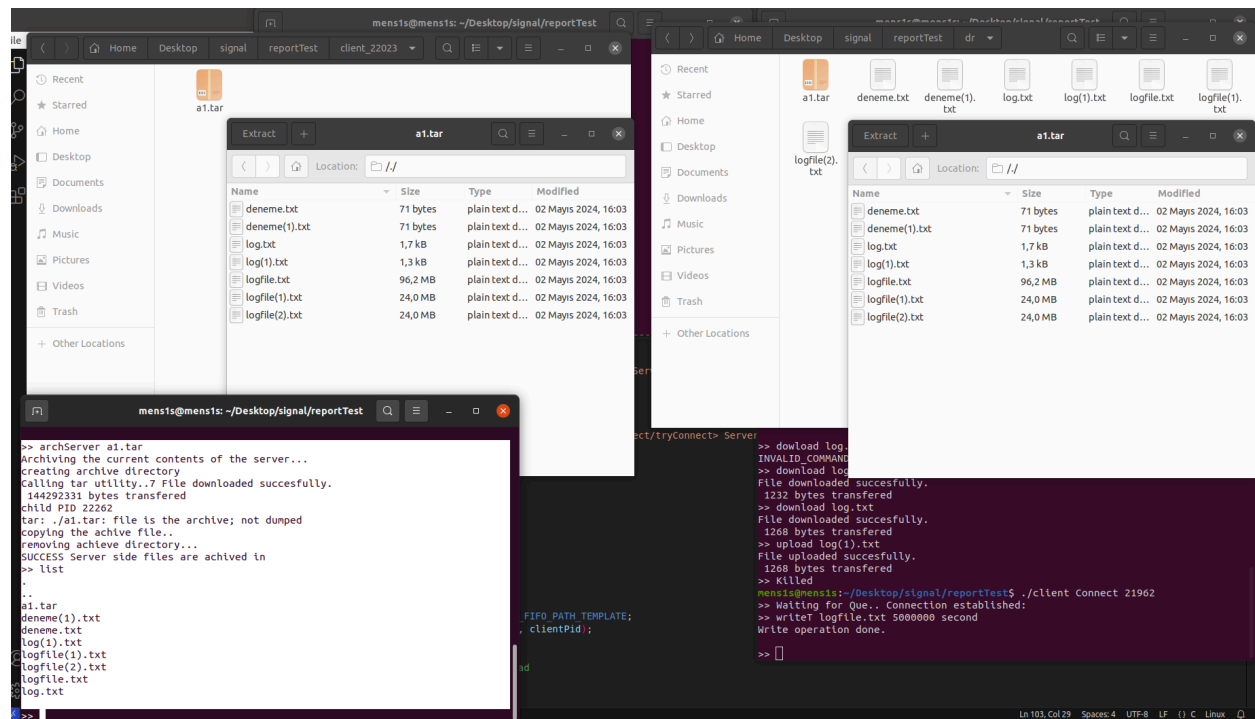 mens1s@mens1s: ~/Desktop/signal/reportTest
mens1s@mens1s: ~/Desktop/signal/reportTest
ile
Home Desktop signal reportTest client_22023
Recent
Starred
Home
Desktop
Documents
Downloads
Music
Pictures
Videos
Trash
Other Locations
a1.tar
Extract a1.tar
Location: /./
Name Size Type Modified
deneme.txt 71 bytes plain text d... 02 Mayıs 2024, 16:03
deneme(1).txt 71 bytes plain text d... 02 Mayıs 2024, 16:03
log.txt 1,7 kB plain text d... 02 Mayıs 2024, 16:03
log(1).txt 1,3 kB plain text d... 02 Mayıs 2024, 16:03
logfile.txt 96,2 MB plain text d... 02 Mayıs 2024, 16:03
logfile(1).txt 24,0 MB plain text d... 02 Mayıs 2024, 16:03
logfile(2).txt 24,0 MB plain text d... 02 Mayıs 2024, 16:03
Home Desktop signal reportTest dr
Recent
Starred
Home
Desktop
Documents
Downloads
Music
Pictures
Videos
Trash
Other Locations
a1.tar deneme.txt deneme(1). log.txt log(1).txt logfile.txt logfile(1).
txt txt
logfile(2).
txt
Extract a1.tar
Location: /./
Name Size Type Modified
deneme.txt 71 bytes plain text d... 02 Mayıs 2024, 16:03
deneme(1).txt 71 bytes plain text d... 02 Mayıs 2024, 16:03
log.txt 1,7 kB plain text d... 02 Mayıs 2024, 16:03
log(1).txt 1,3 kB plain text d... 02 Mayıs 2024, 16:03
logfile.txt 96,2 MB plain text d... 02 Mayıs 2024, 16:03
logfile(1).txt 24,0 MB plain text d... 02 Mayıs 2024, 16:03
logfile(2).txt 24,0 MB plain text d... 02 Mayıs 2024, 16:03
mens1s@mens1s: ~/Desktop/signal/reportTest
>> archServer a1.tar
Archiving the current contents of the server...
creating archive directory
Calling tar utility..7 File downloaded succesfully.
144292331 bytes transfered
child PID 22262
tar: ./a1.tar: file is the archive; not dumped
copying the achive file..
removing achieve directory...
SUCCESS Server side files are achived in
>> list
.
..
a1.tar
deneme(1).txt
deneme.txt
log(1).txt
logfile(1).txt
logfile(2).txt
logfile.txt
log.txt
>>
Ser
ect/tryConnect> Server
_FIFO_PATH_TEMPLATE;
, clientPid);
ad
>> dowload log.
INVALID_COMMAND
>> download log
File downloaded succesfully.
1232 bytes transfered
>> download log.txt
File downloaded succesfully.
1268 bytes transfered
>> upload log(1).txt
File uploaded succesfully.
1268 bytes transfered
>> Killed
mens1s@mens1s:~/Desktop/signal/reportTest$ ./client Connect 21962
>> Waiting for Que.. Connection established:
>> writeT logfile.txt 5000000 second
Write operation done.
>>
Ln 103, Col 29 Spaces: 4 UTF-8 LF {} C Linux